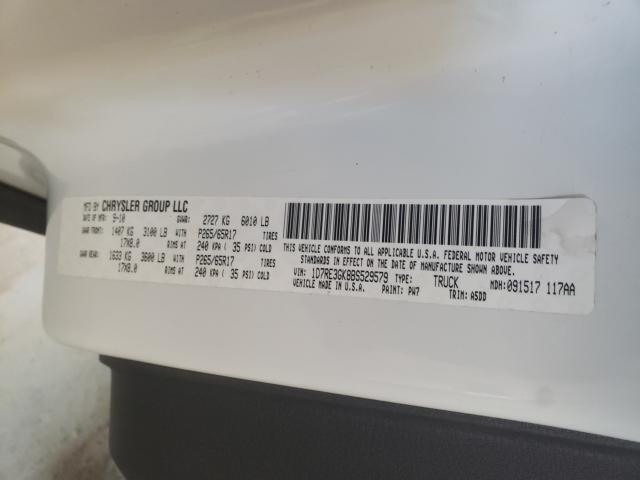 MFD BY CHRYSLER GROUP LLC
DATE OF MFR: 9-10 GVWR: 2727 KG 6010 LB
GAWR FRONT: 1407 KG 3100 LB WITH P265/65R17 TIRES
17X8.0 RIMS AT 240 KPA ( 35 PSI) COLD
GAWR REAR: 1633 KG 3600 LB WITH P265/65R17 TIRES
17X8.0 RIMS AT 240 KPA ( 35 PSI) COLD
THIS VEHICLE CONFORMS TO ALL APPLICABLE U.S.A. FEDERAL MOTOR VEHICLE SAFETY
STANDARDS IN EFFECT ON THE DATE OF MANUFACTURE SHOWN ABOVE.
VIN: 1D7RE3GK8BS529579 TYPE: TRUCK MDH: 091517 117AA
VEHICLE MADE IN U.S.A. PAINT: PW7 TRIM: A5DD